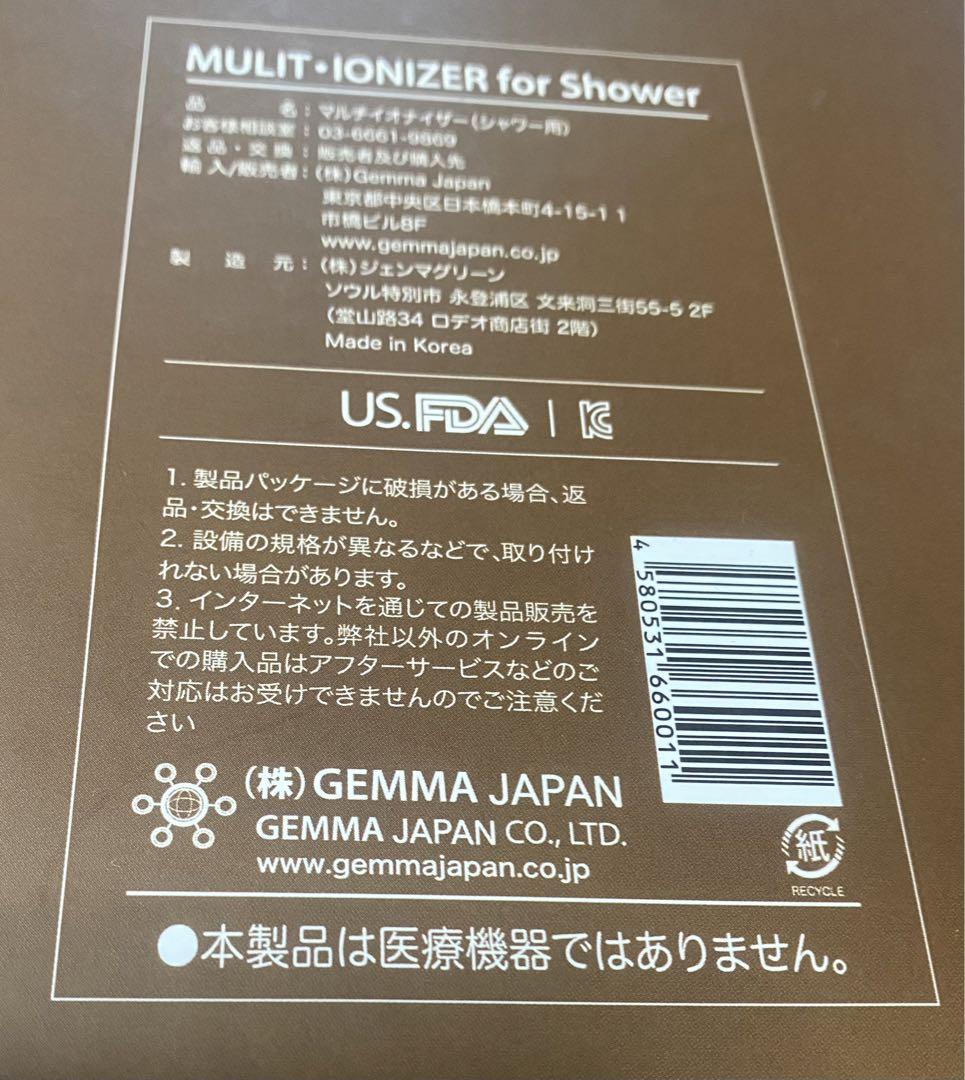 MULIT・IONIZER for Shower
品名：マルチイオナイザー(シャワー用)
お客様相談室：03-6661-9869
返品・交換：販売者及び購入先
輸入/販売者：(株)Gemma Japan
東京都中央区日本橋本町4-15-1 1
市橋ビル8F
www.gemmajapan.co.jp
製造元：(株)ジェンマグリーン
ソウル特別市 永登浦区 文来洞三街55-5 2F
(堂山路34 ロデオ商店街 2階)
Made in Korea
US.FDA | KC
1. 製品パッケージに破損がある場合、返
品・交換はできません。
2. 設備の規格が異なるなどで、取り付け
れない場合があります。
3. インターネットを通じての製品販売を
禁止しています。弊社以外のオンライン
での購入品はアフターサービスなどのご
対応はお受けできませんのでご注意くだ
さい
4 580531 660011
(株)GEMMA JAPAN
GEMMA JAPAN CO., LTD.
www.gemmajapan.co.jp
紙
RECYCLE
●本製品は医療機器ではありません。